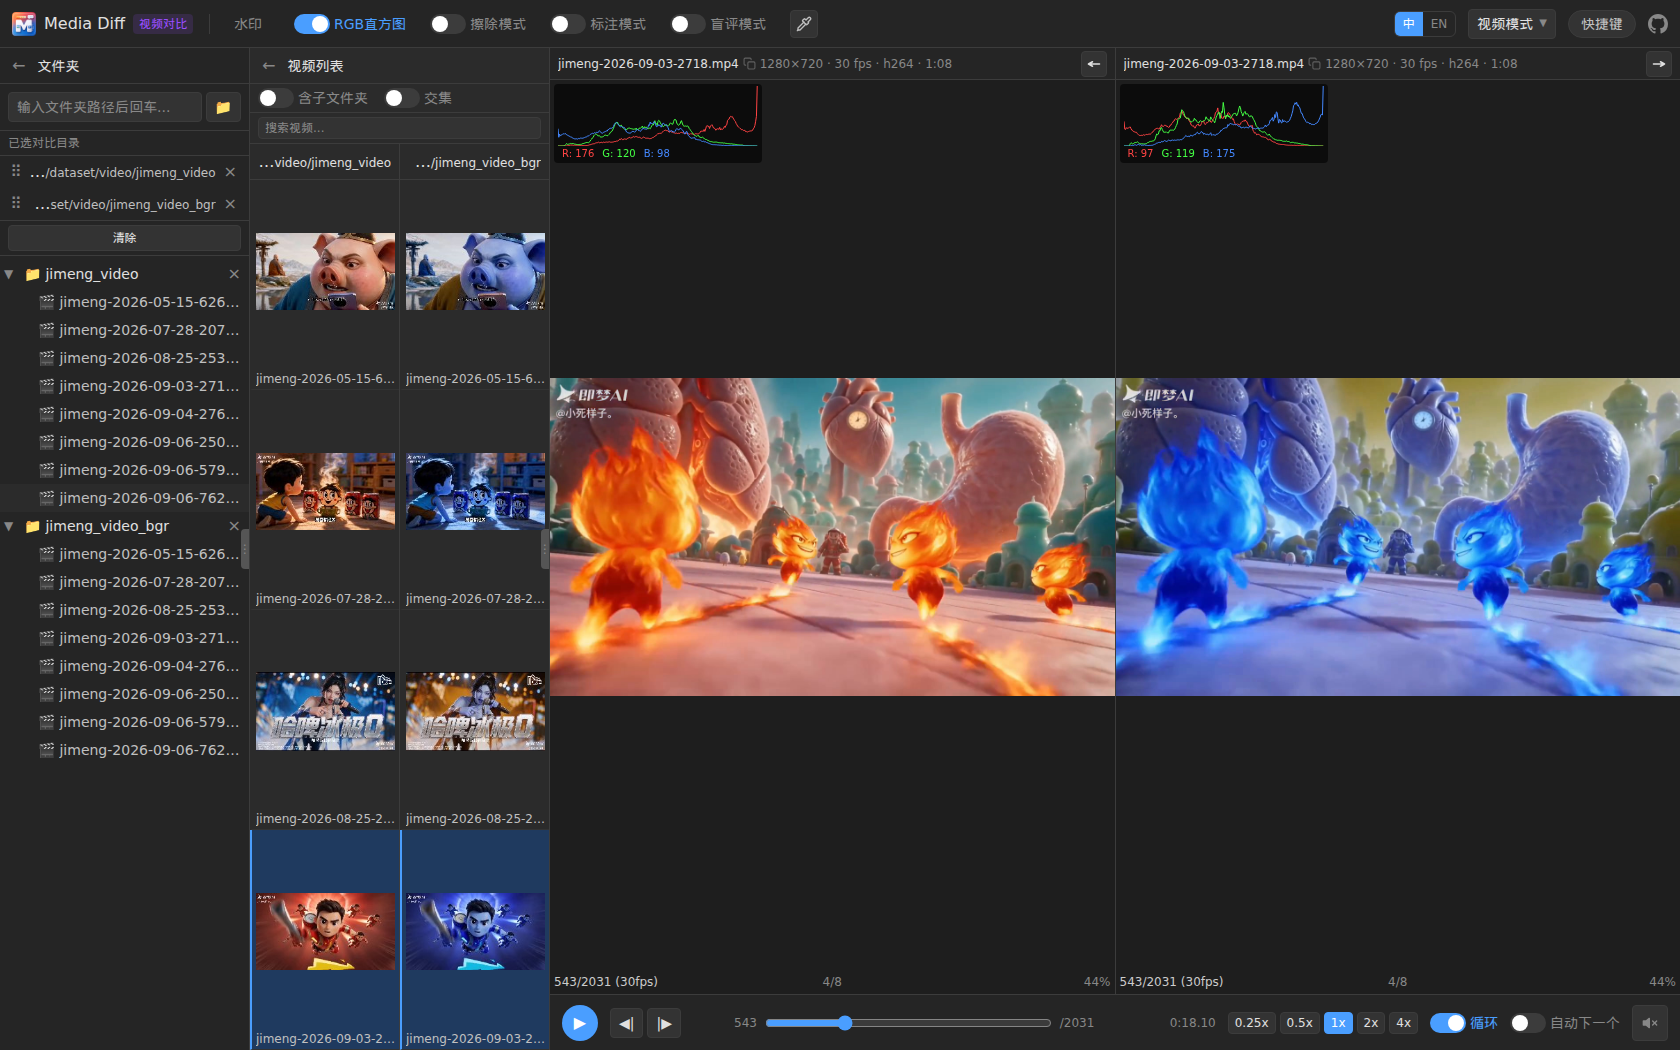 Media Diff 视频对比 水印 RGB直方图 擦除模式 标注模式 盲评模式 中 EN 视频模式 ▼ 快捷键
← 文件夹
输入文件夹路径后回车...
已选对比目录
.../dataset/video/jimeng_video ×
...set/video/jimeng_video_bgr ×
清除
▼ jimeng_video ×
jimeng-2026-05-15-626...
jimeng-2026-07-28-207...
jimeng-2026-08-25-253...
jimeng-2026-09-03-271...
jimeng-2026-09-04-276...
jimeng-2026-09-06-250...
jimeng-2026-09-06-579...
jimeng-2026-09-06-762...
▼ jimeng_video_bgr ×
jimeng-2026-05-15-626...
jimeng-2026-07-28-207...
jimeng-2026-08-25-253...
jimeng-2026-09-03-271...
jimeng-2026-09-04-276...
jimeng-2026-09-06-250...
jimeng-2026-09-06-579...
jimeng-2026-09-06-762...
← 视频列表
含子文件夹 交集
搜索视频...
...video/jimeng_video .../jimeng_video_bgr
jimeng-2026-05-15-6... jimeng-2026-05-15-6...
jimeng-2026-07-28-2... jimeng-2026-07-28-2...
哈啤冰极0 哈啤冰极0
jimeng-2026-08-25-2... jimeng-2026-08-25-2...
jimeng-2026-09-03-2... jimeng-2026-09-03-2...
jimeng-2026-09-03-2718.mp4 1280×720 · 30 fps · h264 · 1:08 ←
R: 176 G: 120 B: 98
即梦AI
@小死样子。
543/2031 (30fps) 4/8 44%
jimeng-2026-09-03-2718.mp4 1280×720 · 30 fps · h264 · 1:08 →
R: 97 G: 119 B: 175
即梦AI
@小死样子。
543/2031 (30fps) 4/8 44%
543 /2031 0:18.10 0.25x 0.5x 1x 2x 4x 循环 自动下一个